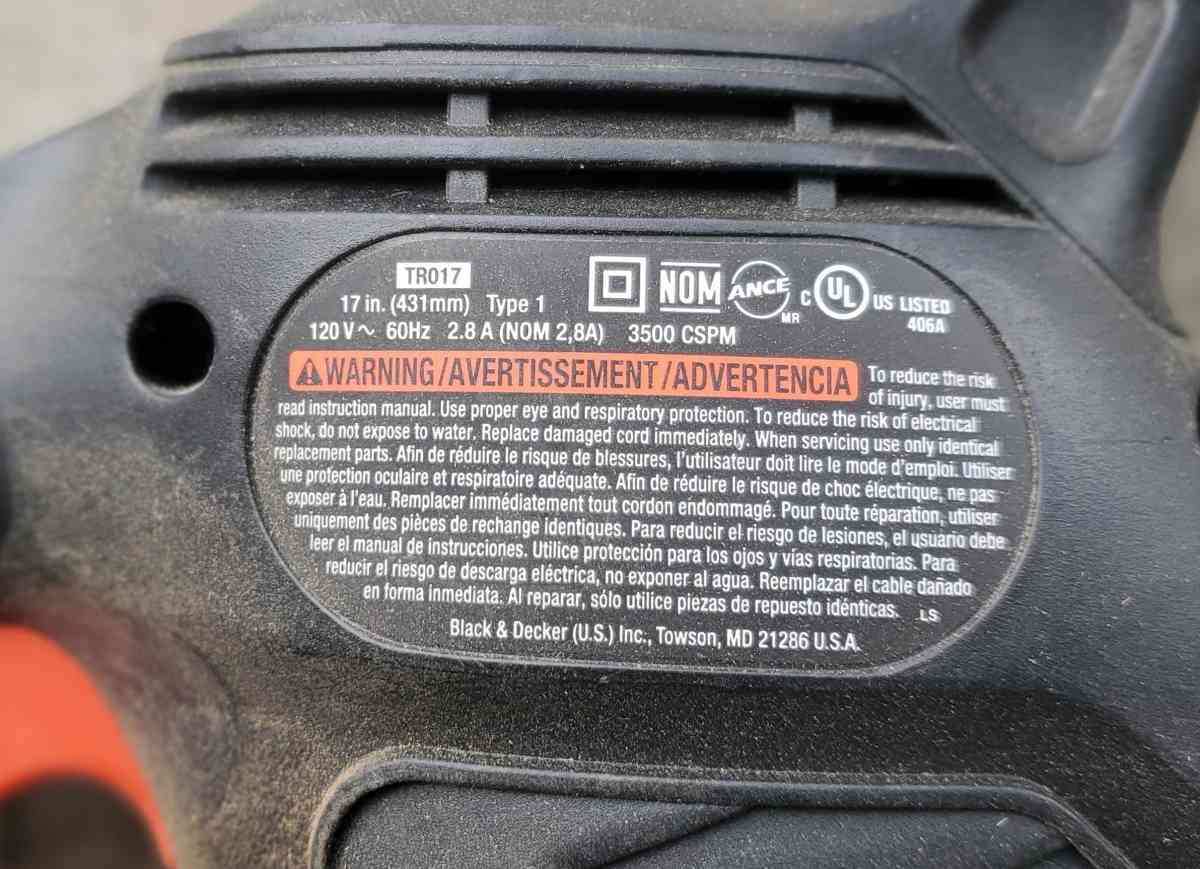 TR017
17 in. (431mm) Type 1
NOM
ANCE
MR
C UL US LISTED
406A
120 V ~ 60Hz 2.8 A (NOM 2,8A) 3500 CSPM
WARNING/AVERTISSEMENT/ADVERTENCIA To reduce the risk
of injury, user must
read instruction manual. Use proper eye and respiratory protection. To reduce the risk of electrical
shock, do not expose to water. Replace damaged cord immediately. When servicing use only identical
replacement parts. Afin de réduire le risque de blessures, l'utilisateur doit lire le mode d'emploi. Utiliser
une protection oculaire et respiratoire adéquate. Afin de réduire le risque de choc électrique, ne pas
exposer à l'eau. Remplacer immédiatement tout cordon endommagé. Pour toute réparation, utiliser
uniquement des pièces de rechange identiques. Para reducir el riesgo de lesiones, el usuario debe
leer el manual de instrucciones. Utilice protección para los ojos y vías respiratorias. Para
reducir el riesgo de descarga eléctrica, no exponer al agua. Reemplazar el cable dañado
en forma inmediata. Al reparar, sólo utilice piezas de repuesto idénticas. LS
Black & Decker (U.S.) Inc., Towson, MD 21286 U.S.A.